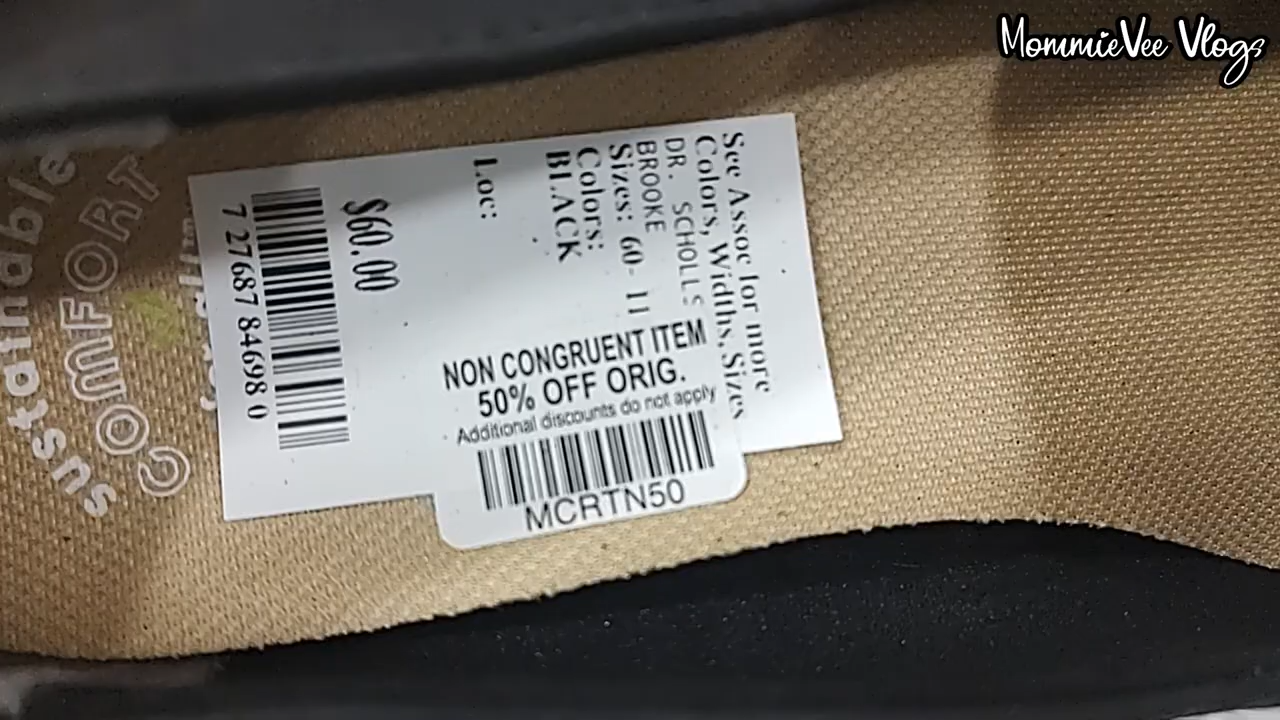 MommieVee Vlogs
See Assoc for more
Colors, Widths, Sizes
DR. SCHOLLS
BROOKE
Sizes: 60- 11
Colors:
BLACK
Loc:
$60.00
7 27687 84698 0
NON CONGRUENT ITEM
50% OFF ORIG.
Additional discounts do not apply
MCRTN50
sustainable
COMFORT